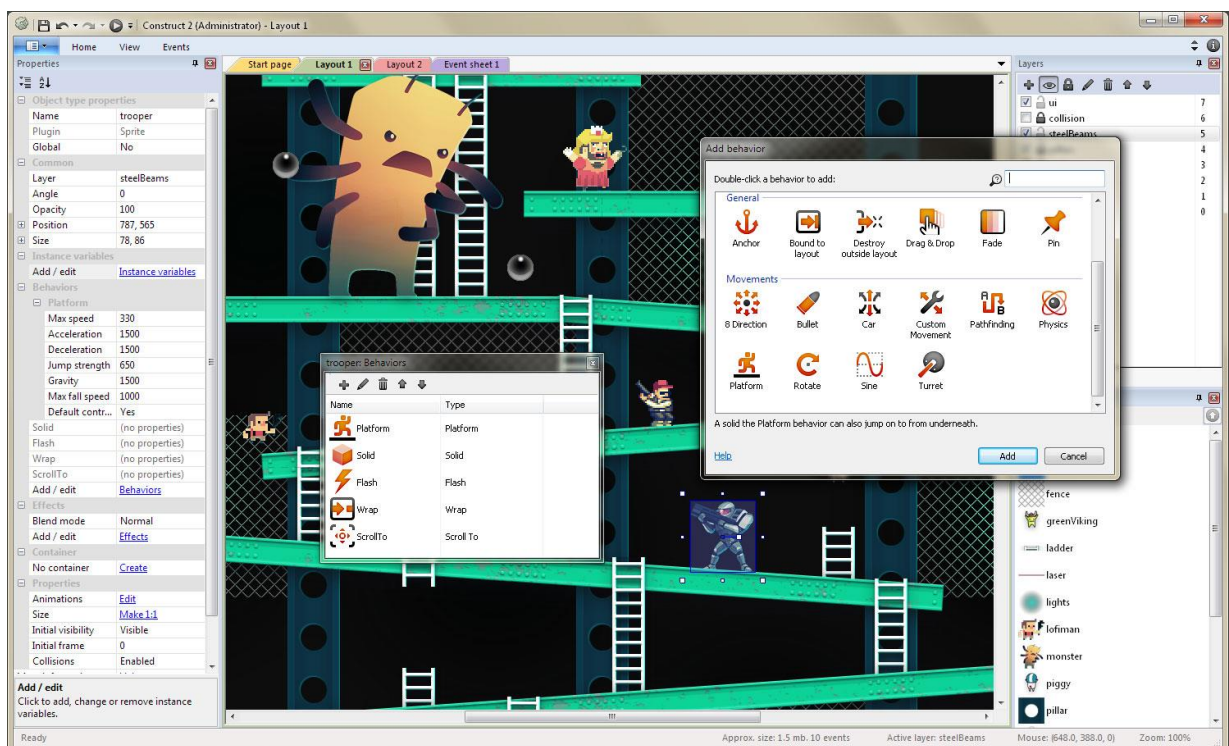 Construct 2 (Administrator) - Layout 1
Home View Events
Properties
Object type properties
Name trooper
Plugin Sprite
Global No
Common
Layer steelBeams
Angle 0
Opacity 100
Position 787, 565
Size 78, 86
Instance variables
Add / edit Instance variables
Behaviors
Platform
Max speed 330
Acceleration 1500
Deceleration 1500
Jump strength 650
Gravity 1500
Max fall speed 1000
Default contr... Yes
Solid (no properties)
Flash (no properties)
Wrap (no properties)
ScrollTo (no properties)
Add / edit Behaviors
Effects
Blend mode Normal
Add / edit Effects
Container
No container Create
Properties
Animations Edit
Size Make 1:1
Initial visibility Visible
Initial frame 0
Collisions Enabled
Add / edit
Click to add, change or remove instance
variables.
Start page Layout 1 Layout 2 Event sheet 1
trooper: Behaviors
Name Type
Platform Platform
Solid Solid
Flash Flash
Wrap Wrap
ScrollTo Scroll To
Add behavior
Double-click a behavior to add:
General
Anchor Bound to layout Destroy outside layout Drag & Drop Fade Pin
Movements
8 Direction Bullet Car Custom Movement Pathfinding Physics
Platform Rotate Sine Turret
A solid the Platform behavior can also jump on to from underneath.
Help Add Cancel
Layers
ui 7
collision 6
steelBeams 5
4
3
2
1
0
fence
greenViking
ladder
laser
lights
lofiman
monster
piggy
pillar
Ready Approx. size: 1.5 mb. 10 events Active layer: steelBeams Mouse: (648.0, 388.0, 0) Zoom: 100%